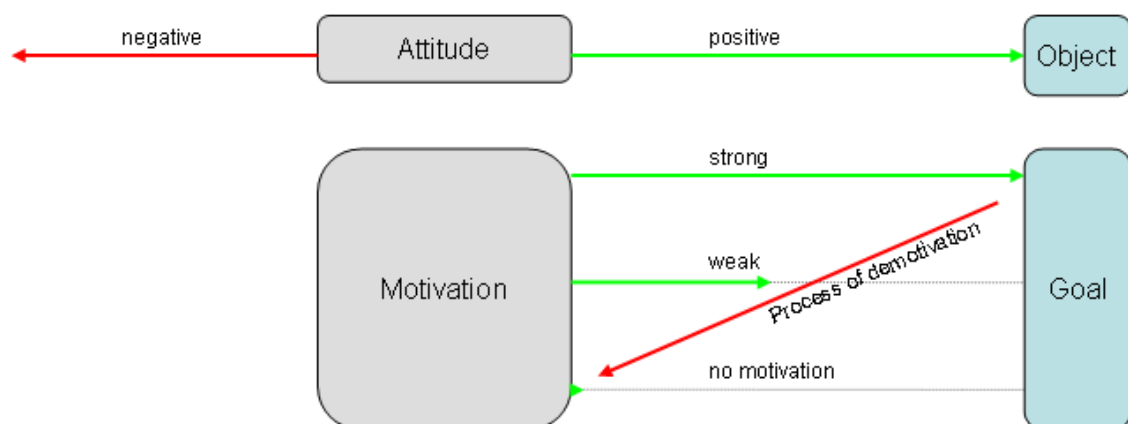 negative
Attitude
positive
Object
strong
weak
Process of demotivation
Motivation
Goal
no motivation